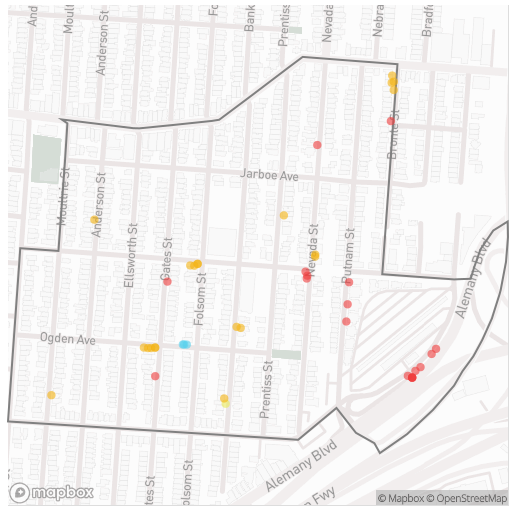 And
Moultrie
Anderson St
Fo
Bank
Prentiss
Nevada
Nebra
Bradf
Bronte St
Jarboe Ave
Moultrie St
Anderson St
Ellsworth St
Gates St
Folsom St
Nevada St
Putnam St
Alemany Blvd
Ogden Ave
Prentiss St
Alemany Blvd
tes St
olsom St
n Fwy
mapbox
© Mapbox © OpenStreetMap